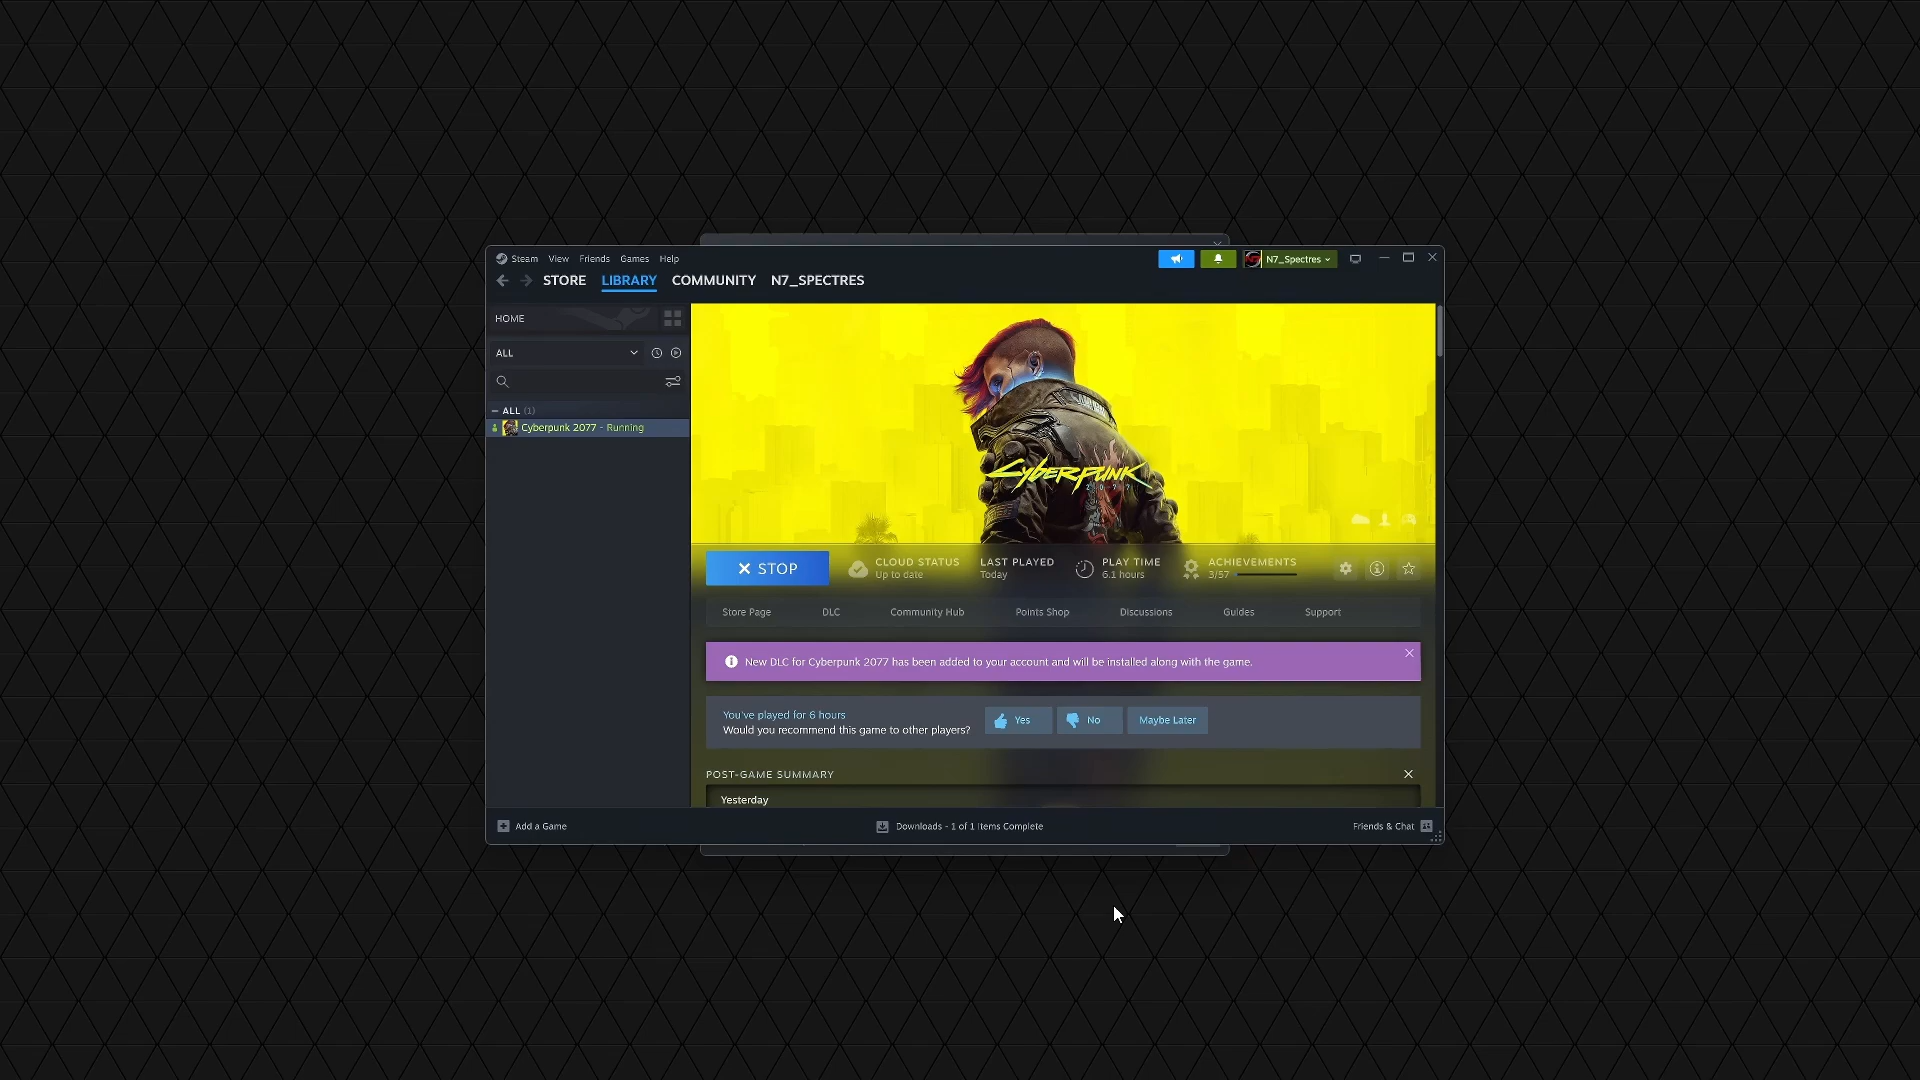 Steam View Friends Games Help
N7_Spectres
STORE LIBRARY COMMUNITY N7_SPECTRES
HOME
ALL
ALL (1)
Cyberpunk 2077 - Running
CYBERPUNK
2077
STOP
CLOUD STATUS LAST PLAYED PLAY TIME ACHIEVEMENTS
Up to date Today 6.1 hours 3/57
Store Page DLC Community Hub Points Shop Discussions Guides Support
New DLC for Cyberpunk 2077 has been added to your account and will be installed along with the game.
You've played for 6 hours
Would you recommend this game to other players?
Yes No Maybe Later
POST-GAME SUMMARY
Yesterday
Add a Game Downloads - 1 of 1 Items Complete Friends & Chat